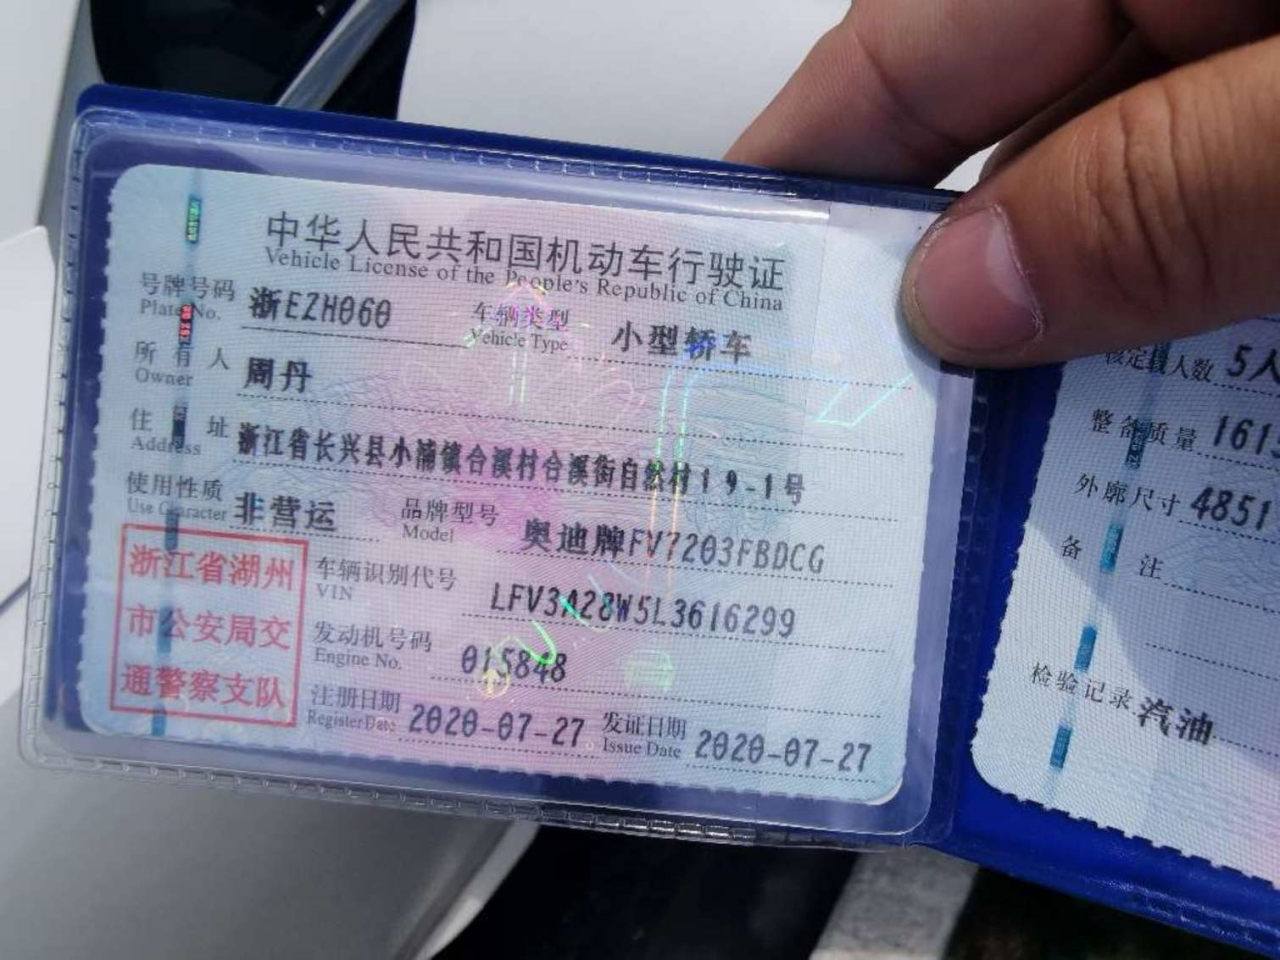 中华人民共和国机动车行驶证
Vehicle License of the People's Republic of China
号牌号码 浙EZH060 车辆类型 小型轿车
Plate No. Vehicle Type
所有人 周丹
Owner
住址 浙江省长兴县小浦镇合溪村合溪街自然村19-1号
Address
使用性质 非营运 品牌型号 奥迪牌FV7203FBDCG
Use Character Model
浙江省湖州
市公安局交
通警察支队
车辆识别代号 LFV3A28W5L3616299
VIN
发动机号码 015848
Engine No.
注册日期 2020-07-27 发证日期 2020-07-27
Register Date Issue Date
核定载人数 5人
整备质量 161
外廓尺寸 4851
备注
检验记录 汽油